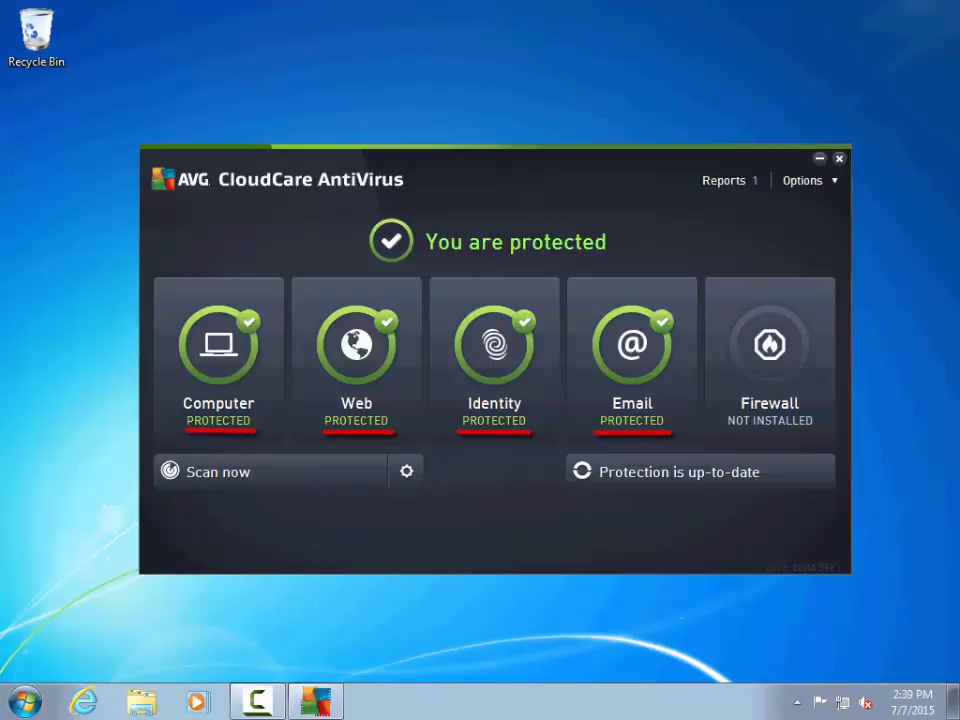 Recycle Bin
AVG. CloudCare AntiVirus
Reports 1 | Options ▼
You are protected
Computer
PROTECTED
Web
PROTECTED
Identity
PROTECTED
@
Email
PROTECTED
Firewall
NOT INSTALLED
Scan now
Protection is up-to-date
build
2:39 PM
7/7/2015